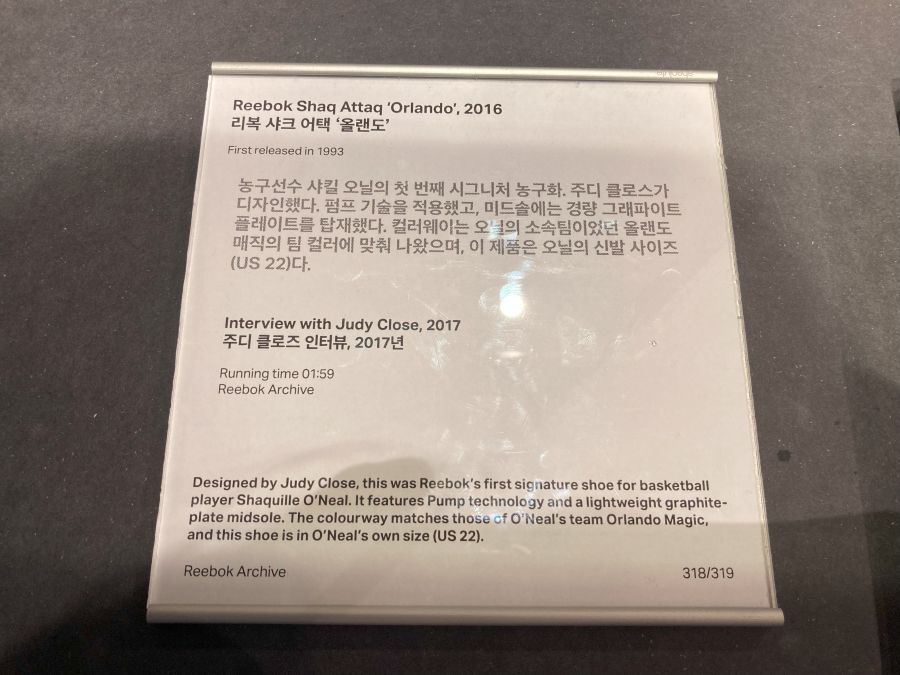 Reebok Shaq Attaq ‘Orlando’, 2016
리복 샤크 어택 ‘올랜도’
First released in 1993
농구선수 샤킬 오닐의 첫 번째 시그니처 농구화. 주디 클로스가
디자인했다. 펌프 기술을 적용했고, 미드솔에는 경량 그래파이트
플레이트를 탑재했다. 컬러웨이는 오닐의 소속팀이었던 올랜도
매직의 팀 컬러에 맞춰 나왔으며, 이 제품은 오닐의 신발 사이즈
(US 22)다.
Interview with Judy Close, 2017
주디 클로즈 인터뷰, 2017년
Running time 01:59
Reebok Archive
Designed by Judy Close, this was Reebok’s first signature shoe for basketball
player Shaquille O’Neal. It features Pump technology and a lightweight graphite-
plate midsole. The colourway matches those of O’Neal’s team Orlando Magic,
and this shoe is in O’Neal’s own size (US 22).
Reebok Archive
318/319